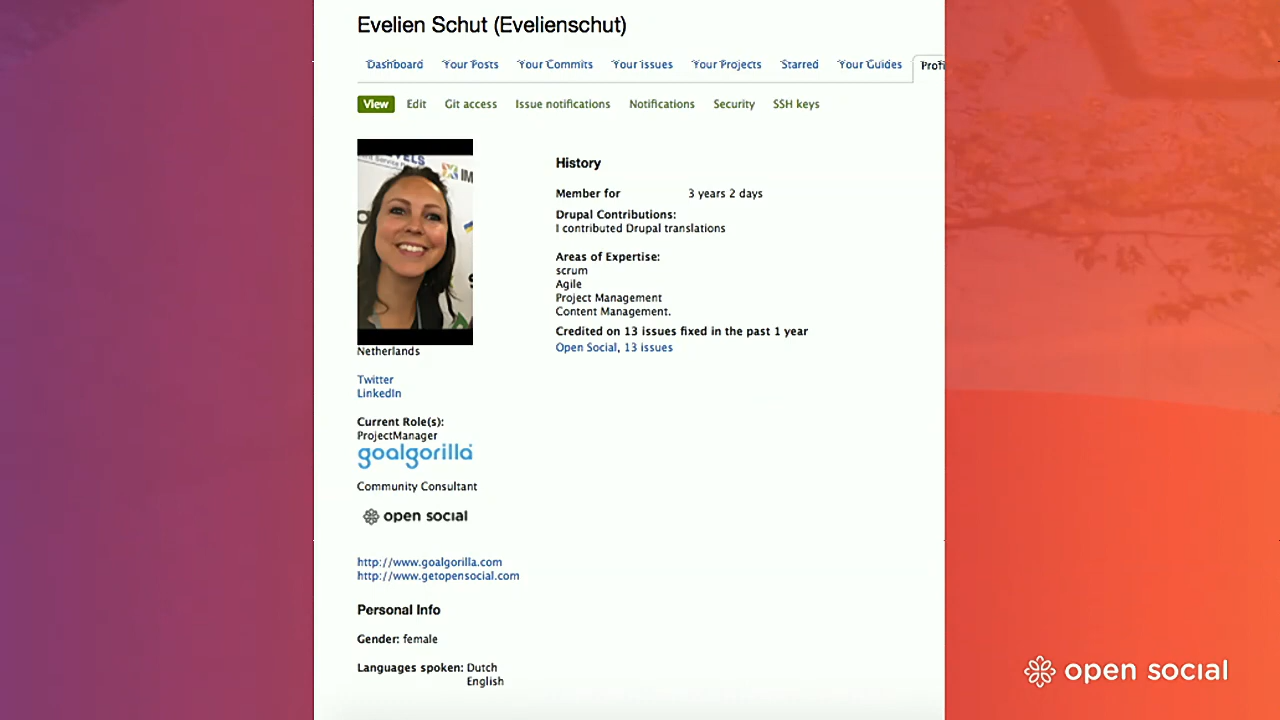 Evelien Schut (Evelienschut)
Dashboard Your Posts Your Commits Your Issues Your Projects Starred Your Guides Profi
View Edit Git access Issue notifications Notifications Security SSH keys
VELS
IM
History
Member for 3 years 2 days
Drupal Contributions:
I contributed Drupal translations
Areas of Expertise:
scrum
Agile
Project Management
Content Management.
Credited on 13 issues fixed in the past 1 year
Open Social, 13 issues
Netherlands
Twitter
LinkedIn
Current Role(s):
ProjectManager
goalgorilla
Community Consultant
open social
http://www.goalgorilla.com
http://www.getopensocial.com
Personal Info
Gender: female
Languages spoken: Dutch
English
open social